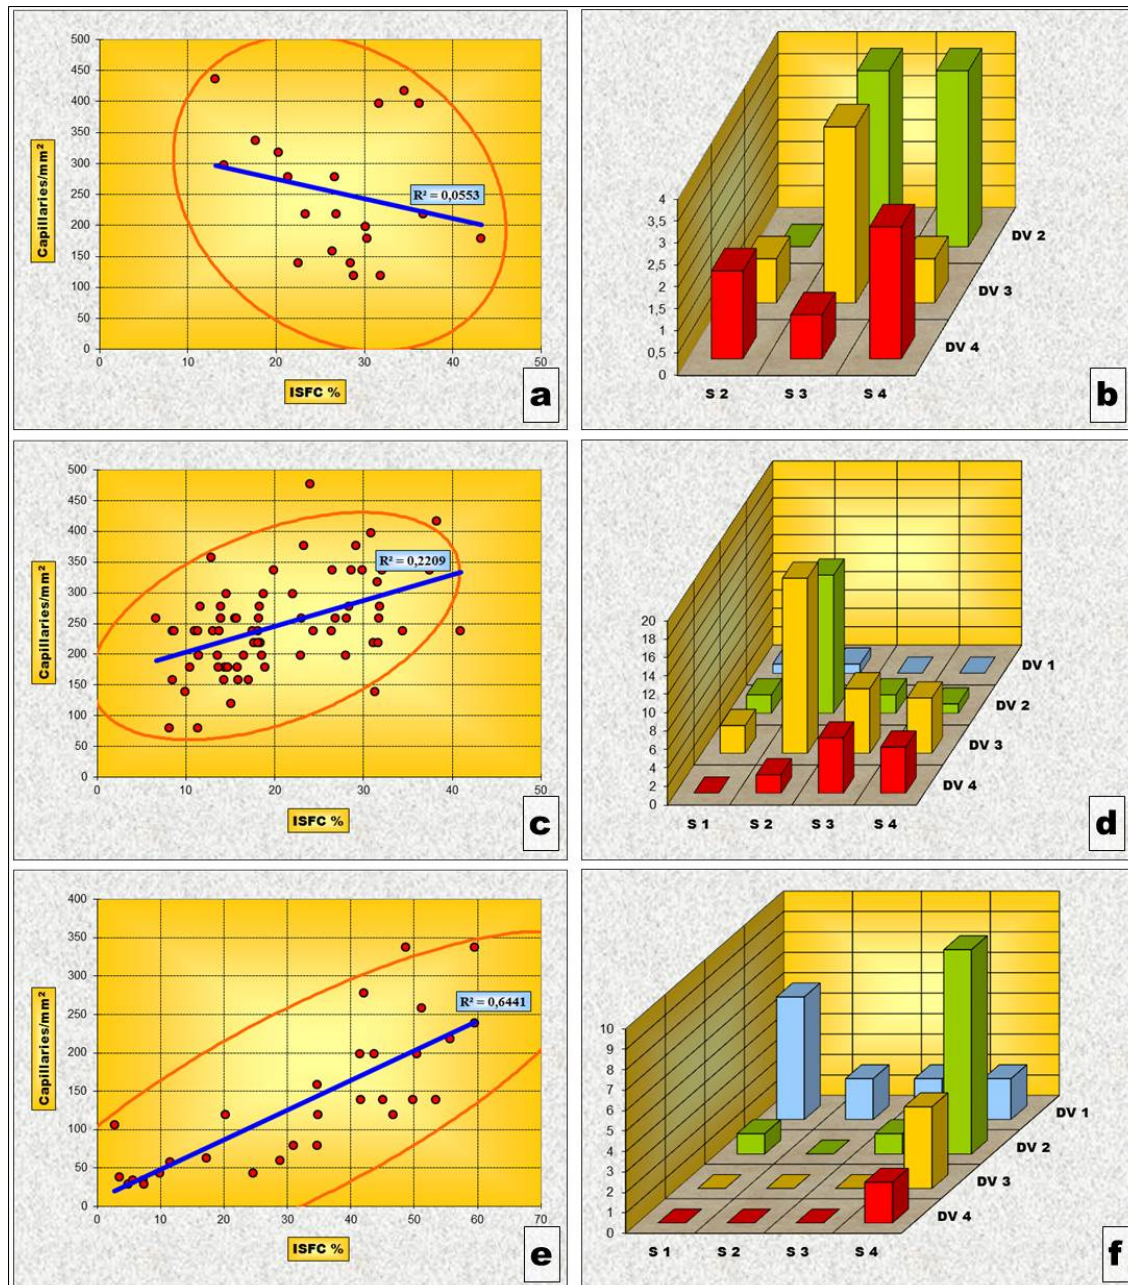 500
450
400
350
300
250
200
150
100
50
0
Capillaries/mm²
R² = 0,0553
0 10 20 30 40 50
ISFC %
a
4
3,5
3
2,5
2
1,5
1
0,5
0
DV 2
DV 3
DV 4
S 2 S 3 S 4
b
500
450
400
350
300
250
200
150
100
50
0
Capillaries/mm²
R² = 0,2209
0 10 20 30 40 50
ISFC %
c
20
18
16
14
12
10
8
6
4
2
0
DV 1
DV 2
DV 3
DV 4
S 1 S 2 S 3 S 4
d
400
350
300
250
200
150
100
50
0
Capillaries/mm²
R² = 0,6441
0 10 20 30 40 50 60 70
ISFC %
e
10
9
8
7
6
5
4
3
2
1
0
DV 1
DV 2
DV 3
DV 4
S 1 S 2 S 3 S 4
f